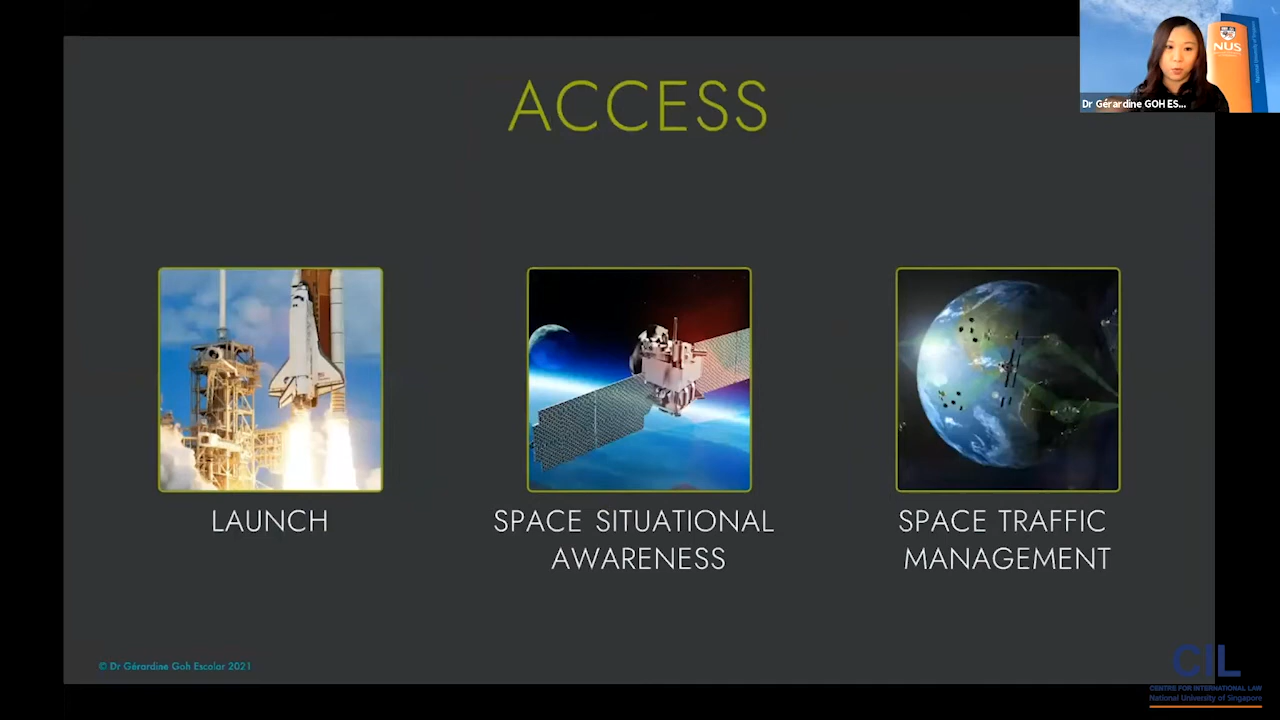 ACCESS
NUS
Dr Gérardine GOH ES...
LAUNCH
SPACE SITUATIONAL
AWARENESS
SPACE TRAFFIC
MANAGEMENT
© Dr Gérardine Goh Escolar 2021
CIL
CENTRE FOR INTERNATIONAL LAW
National University of Singapore